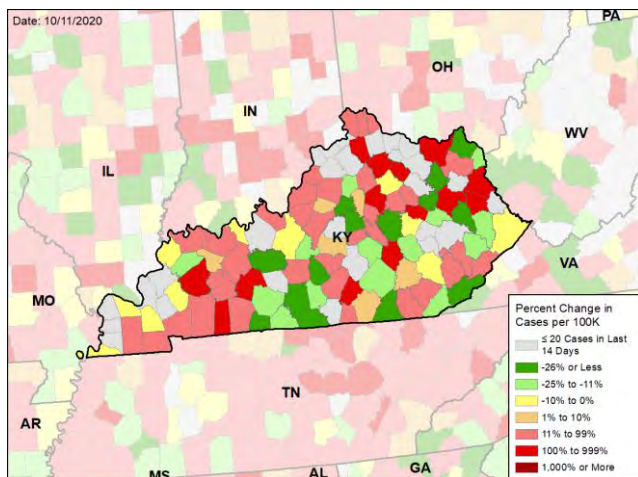 Date: 10/11/2020
PA
OH
IN
WV
IL
KY
VA
MO
TN
AR
MS
AL
GA
Percent Change in
Cases per 100K
≤ 20 Cases in Last
14 Days
-26% or Less
-25% to -11%
-10% to 0%
1% to 10%
11% to 99%
100% to 999%
1,000% or More